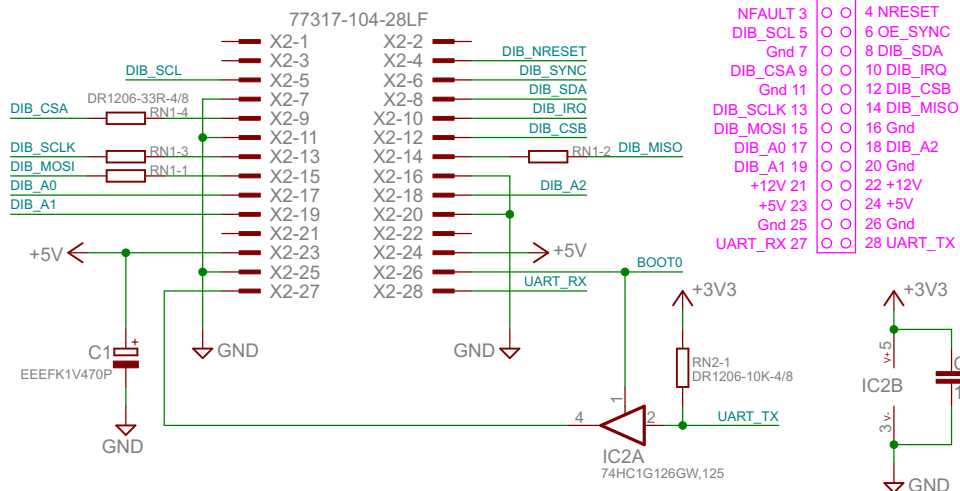 77317-104-28LF
X2-1
X2-2
X2-3
DIB_NRESET
X2-4
DIB_SCL
X2-5
DIB_SYNC
X2-6
DR1206-33R-4/8
X2-7
DIB_SDA
X2-8
DIB_CSA
RN1-4
X2-9
DIB_IRQ
X2-10
X2-11
DIB_CSB
X2-12
DIB_SCLK
RN1-3
X2-13
X2-14
RN1-2
DIB_MISO
DIB_MOSI
RN1-1
X2-15
X2-16
DIB_A0
X2-17
X2-18
DIB_A2
DIB_A1
X2-19
X2-20
X2-21
X2-22
+5V
X2-23
X2-24
+5V
X2-25
X2-26
BOOT0
X2-27
X2-28
UART_RX
NFAULT 3
4 NRESET
DIB_SCL 5
6 OE_SYNC
Gnd 7
8 DIB_SDA
DIB_CSA 9
10 DIB_IRQ
Gnd 11
12 DIB_CSB
DIB_SCLK 13
14 DIB_MISO
DIB_MOSI 15
16 Gnd
DIB_A0 17
18 DIB_A2
DIB_A1 19
20 Gnd
+12V 21
22 +12V
+5V 23
24 +5V
Gnd 25
26 Gnd
UART_RX 27
28 UART_TX
C1
+
EEEFK1V470P
GND
GND
GND
+3V3
RN2-1
DR1206-10K-4/8
1
4
2
UART_TX
IC2A
74HC1G126GW,125
+3V3
5
V+
IC2B
3
V-
C
1
GND